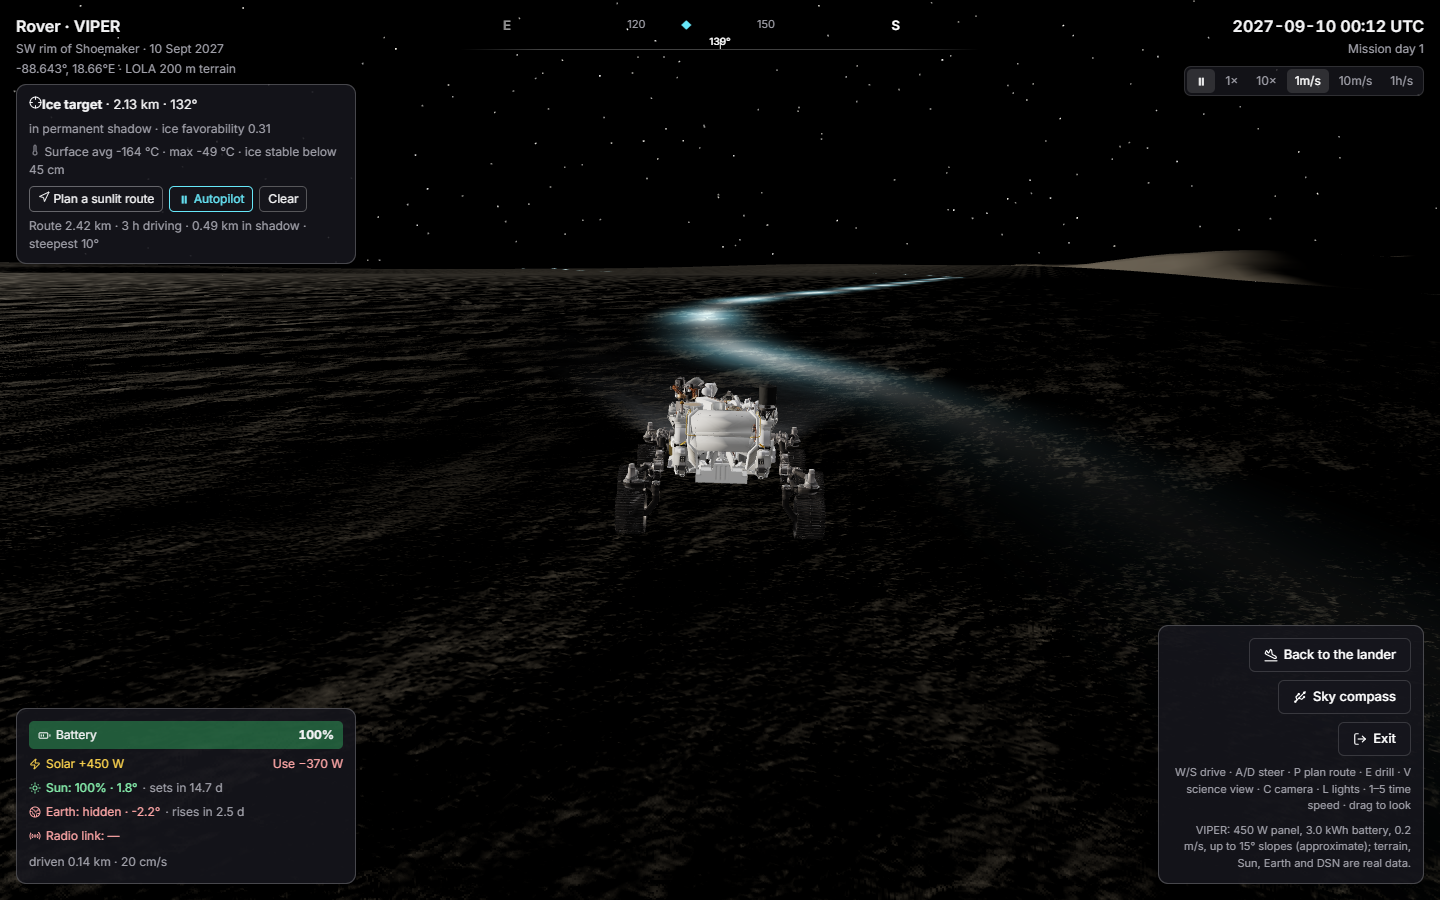 Rover · VIPER
SW rim of Shoemaker · 10 Sept 2027
-88.643°, 18.66°E · LOLA 200 m terrain
Ice target · 2.13 km · 132°
in permanent shadow · ice favorability 0.31
Surface avg -164 °C · max -49 °C · ice stable below
45 cm
Plan a sunlit route
Autopilot
Clear
Route 2.42 km · 3 h driving · 0.49 km in shadow ·
steepest 10°
E 120 150 S
139°
2027-09-10 00:12 UTC
Mission day 1
1× 10× 1m/s 10m/s 1h/s
Battery 100%
Solar +450 W Use −370 W
Sun: 100% · 1.8° · sets in 14.7 d
Earth: hidden · -2.2° · rises in 2.5 d
Radio link: —
driven 0.14 km · 20 cm/s
Back to the lander
Sky compass
Exit
W/S drive · A/D steer · P plan route · E drill · V
science view · C camera · L lights · 1–5 time
speed · drag to look
VIPER: 450 W panel, 3.0 kWh battery, 0.2
m/s, up to 15° slopes (approximate); terrain,
Sun, Earth and DSN are real data.